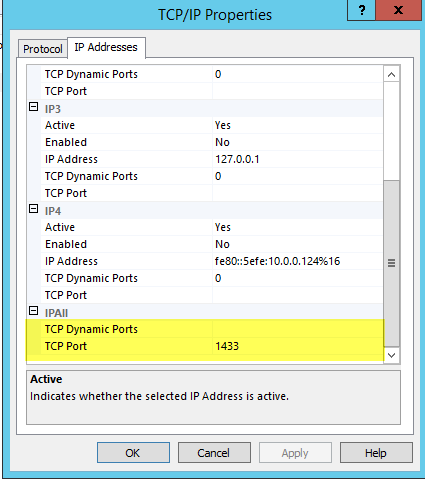 TCP/IP Properties
? x
Protocol IP Addresses
TCP Dynamic Ports 0
TCP Port
IP3
Active Yes
Enabled No
IP Address 127.0.0.1
TCP Dynamic Ports 0
TCP Port
IP4
Active Yes
Enabled No
IP Address fe80::5efe:10.0.0.124%16
TCP Dynamic Ports 0
TCP Port
IPAll
TCP Dynamic Ports
TCP Port 1433
Active
Indicates whether the selected IP Address is active.
OK Cancel Apply Help